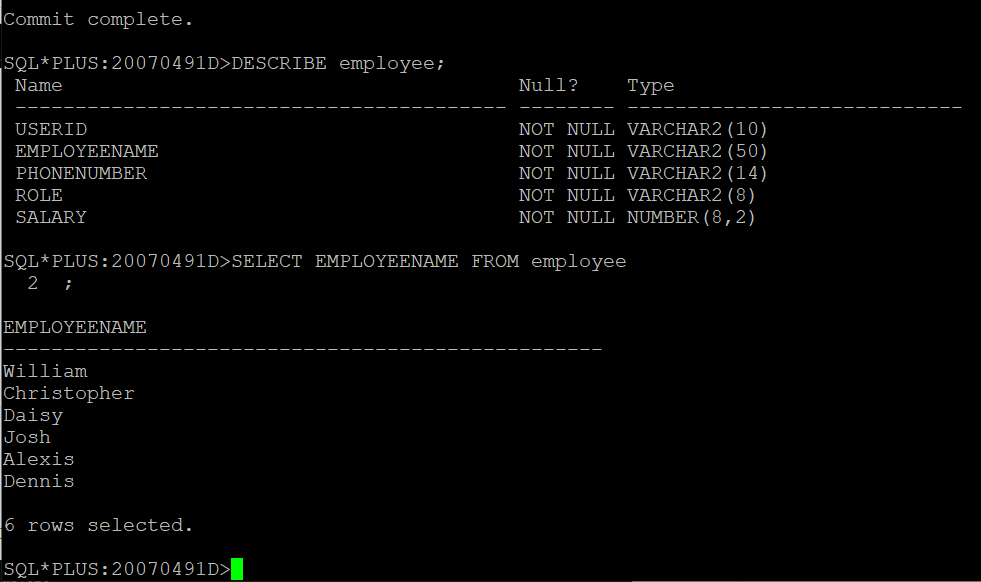 Commit complete.
SQL*PLUS:20070491D>DESCRIBE employee;
 Name                                      Null?    Type
 ----------------------------------------- -------- ----------------------------
 USERID                                    NOT NULL VARCHAR2(10)
 EMPLOYEENAME                              NOT NULL VARCHAR2(50)
 PHONENUMBER                               NOT NULL VARCHAR2(14)
 ROLE                                      NOT NULL VARCHAR2(8)
 SALARY                                    NOT NULL NUMBER(8,2)
SQL*PLUS:20070491D>SELECT EMPLOYEENAME FROM employee
  2  ;
EMPLOYEENAME
--------------------------------------------------
William
Christopher
Daisy
Josh
Alexis
Dennis
6 rows selected.
SQL*PLUS:20070491D>